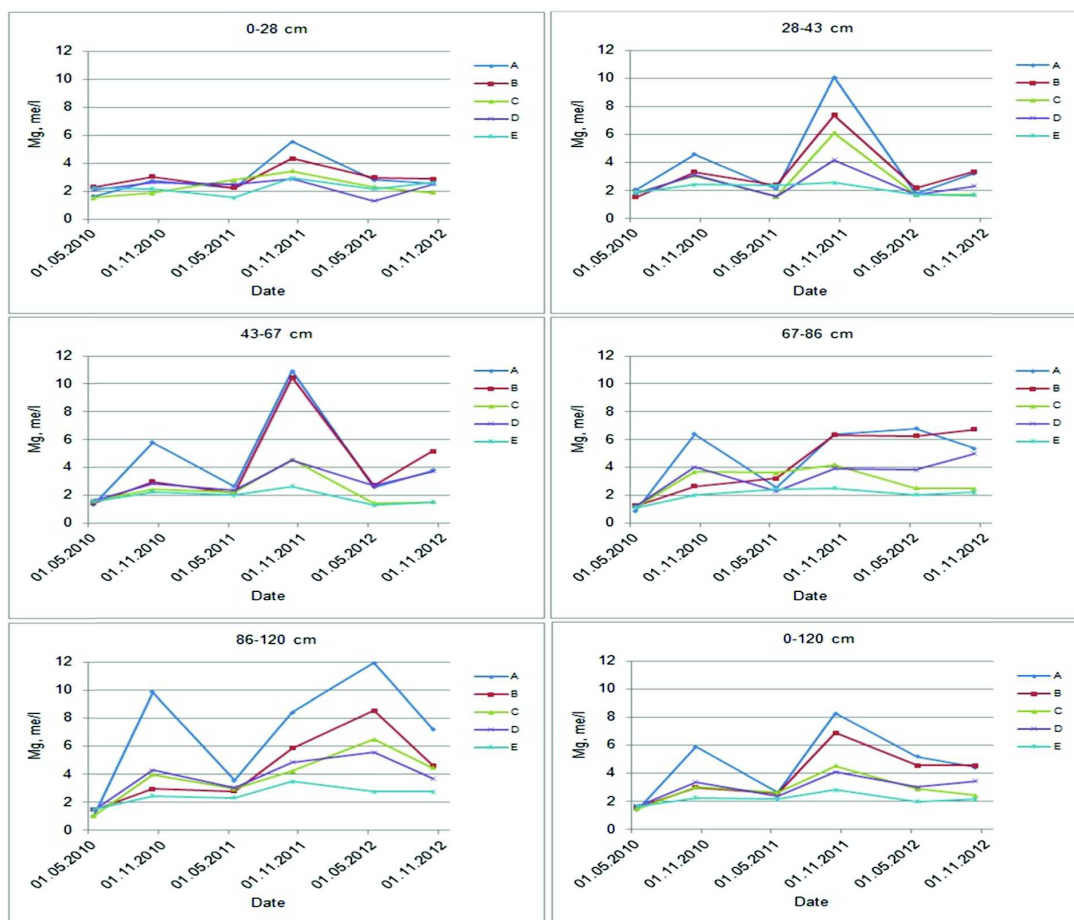 0-28 cm
Mg, me/l
12
10
8
6
4
2
0
01.05.2010
01.11.2010
01.05.2011
01.11.2011
01.05.2012
01.11.2012
Date
A
B
C
D
E
28-43 cm
Mg, me/l
12
10
8
6
4
2
0
01.05.2010
01.11.2010
01.05.2011
01.11.2011
01.05.2012
01.11.2012
Date
A
B
C
D
E
43-67 cm
Mg, me/l
12
10
8
6
4
2
0
01.05.2010
01.11.2010
01.05.2011
01.11.2011
01.05.2012
01.11.2012
Date
A
B
C
D
E
67-86 cm
Mg, me/l
12
10
8
6
4
2
0
01.05.2010
01.11.2010
01.05.2011
01.11.2011
01.05.2012
01.11.2012
Date
A
B
C
D
E
86-120 cm
Mg, me/l
12
10
8
6
4
2
0
01.05.2010
01.11.2010
01.05.2011
01.11.2011
01.05.2012
01.11.2012
Date
A
B
C
D
E
0-120 cm
Mg, me/l
12
10
8
6
4
2
0
01.05.2010
01.11.2010
01.05.2011
01.11.2011
01.05.2012
01.11.2012
Date
A
B
C
D
E